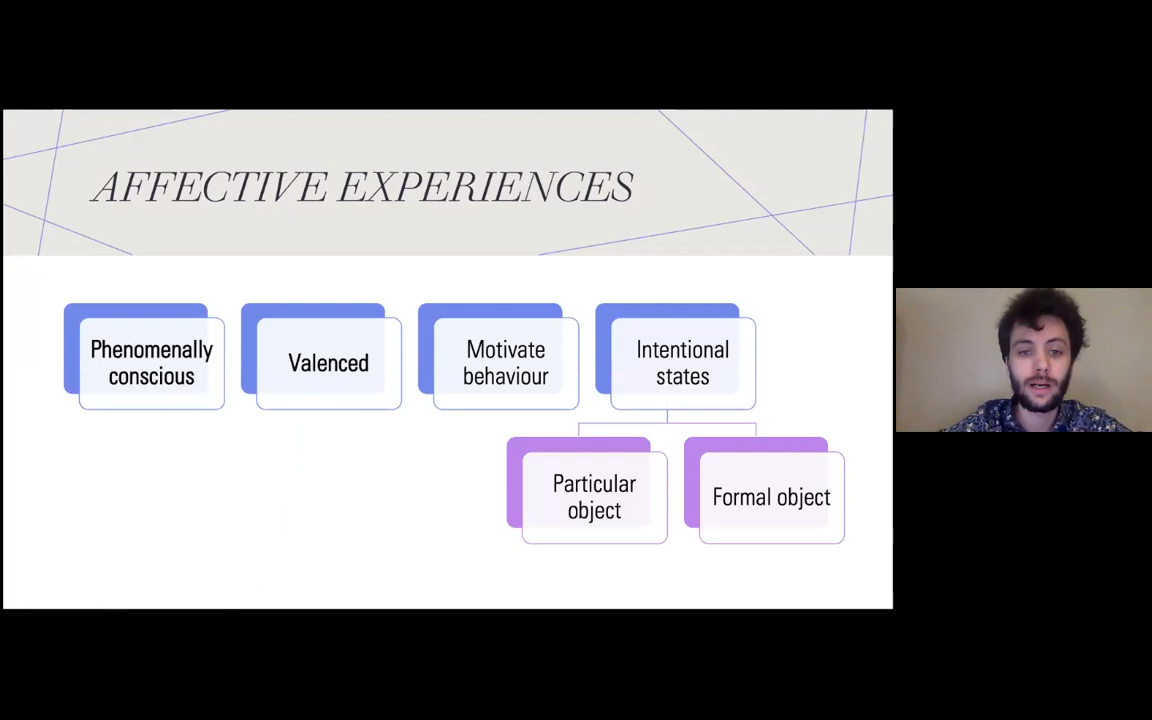 AFFECTIVE EXPERIENCES
Phenomenally
conscious
Valenced
Motivate
behaviour
Intentional
states
Particular
object
Formal object